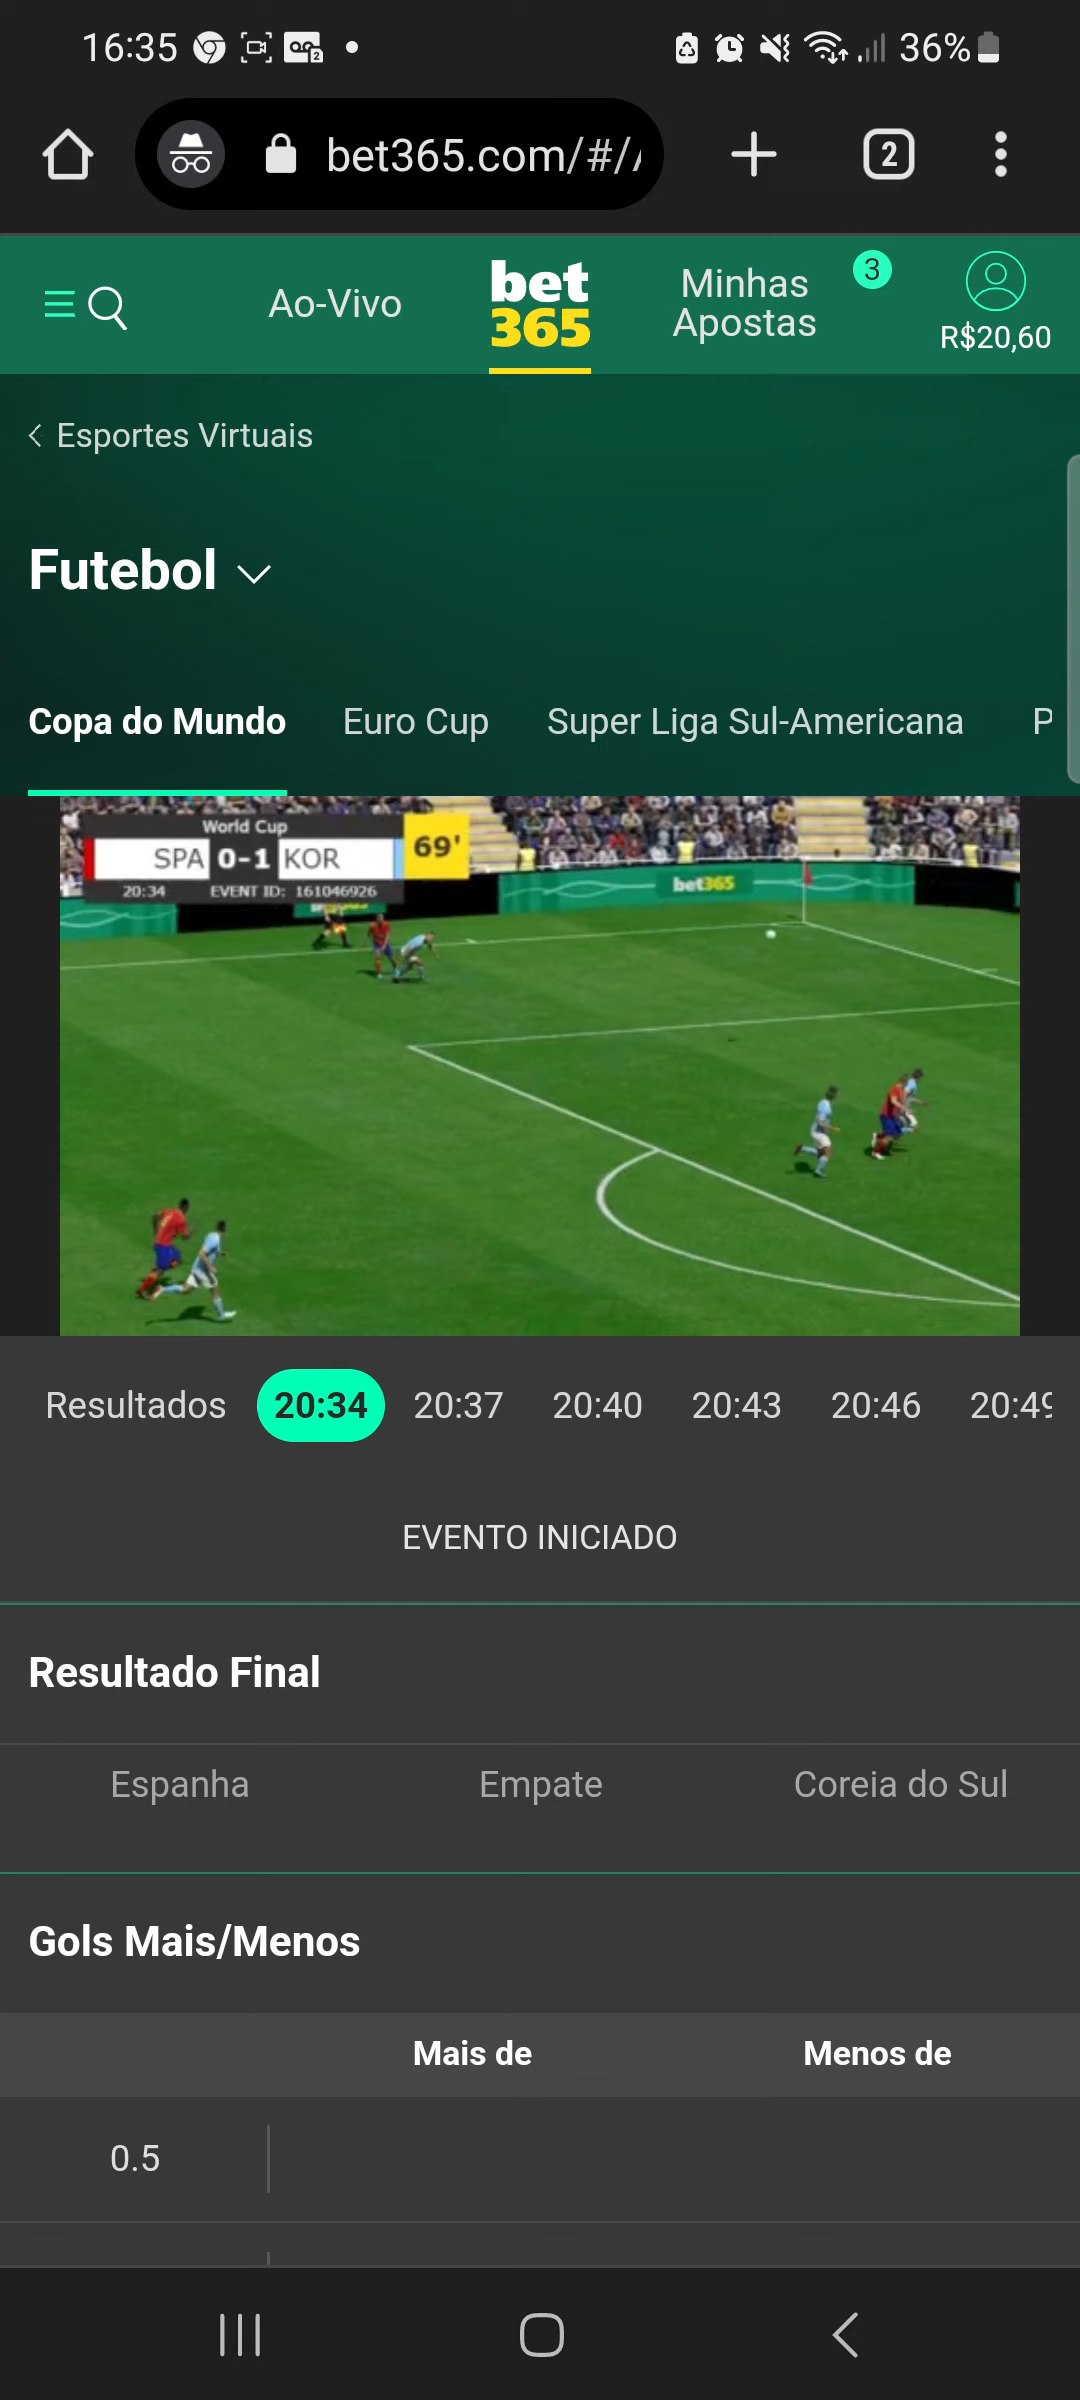 16:35
2
36%
bet365.com/#/
2
Ao-Vivo
bet
365
Minhas
Apostas
3
R$20,60
Esportes Virtuais
Futebol
Copa do Mundo
Euro Cup
Super Liga Sul-Americana
P
World Cup
SPA 0-1 KOR
69'
20:34
EVENT ID: 161046926
bet365
Resultados
20:34
20:37
20:40
20:43
20:46
20:49
EVENTO INICIADO
Resultado Final
Espanha
Empate
Coreia do Sul
Gols Mais/Menos
Mais de
Menos de
0.5